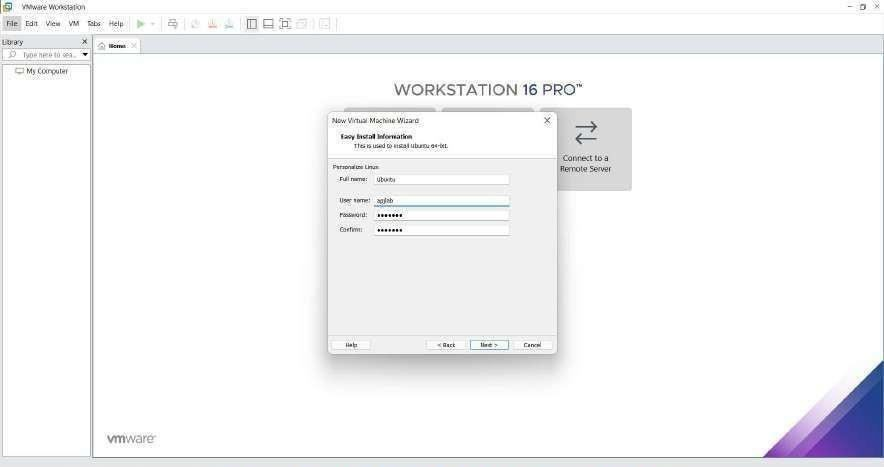 VMware Workstation
File Edit View VM Tabs Help
Library
Type here to sea...
My Computer
Home
WORKSTATION 16 PRO™
Connect to a
Remote Server
New Virtual Machine Wizard
Easy Install Information
This is used to install Ubuntu 64-bit.
Personalize Linux
Full name: Ubuntu
User name: apjlab
Password: •••••••
Confirm: •••••••
Help < Back Next > Cancel
vmware